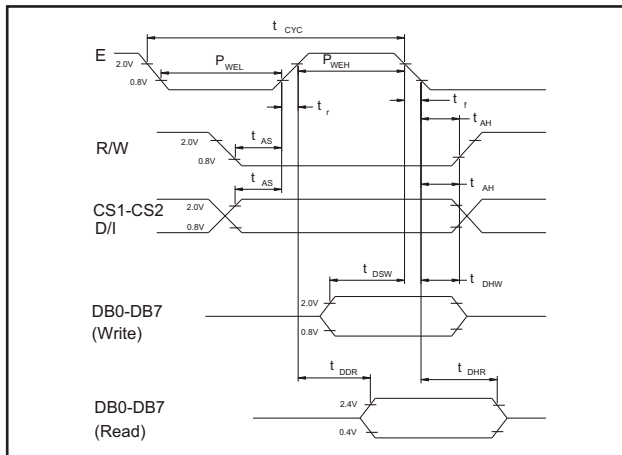 t CYC
E
2.0V
0.8V
P WEL
P WEH
t r
t f
R/W
2.0V
0.8V
t AS
t AH
CS1-CS2
D/I
2.0V
0.8V
t AS
t AH
DB0-DB7
(Write)
2.0V
0.8V
t DSW
t DHW
DB0-DB7
(Read)
2.4V
0.4V
t DDR
t DHR